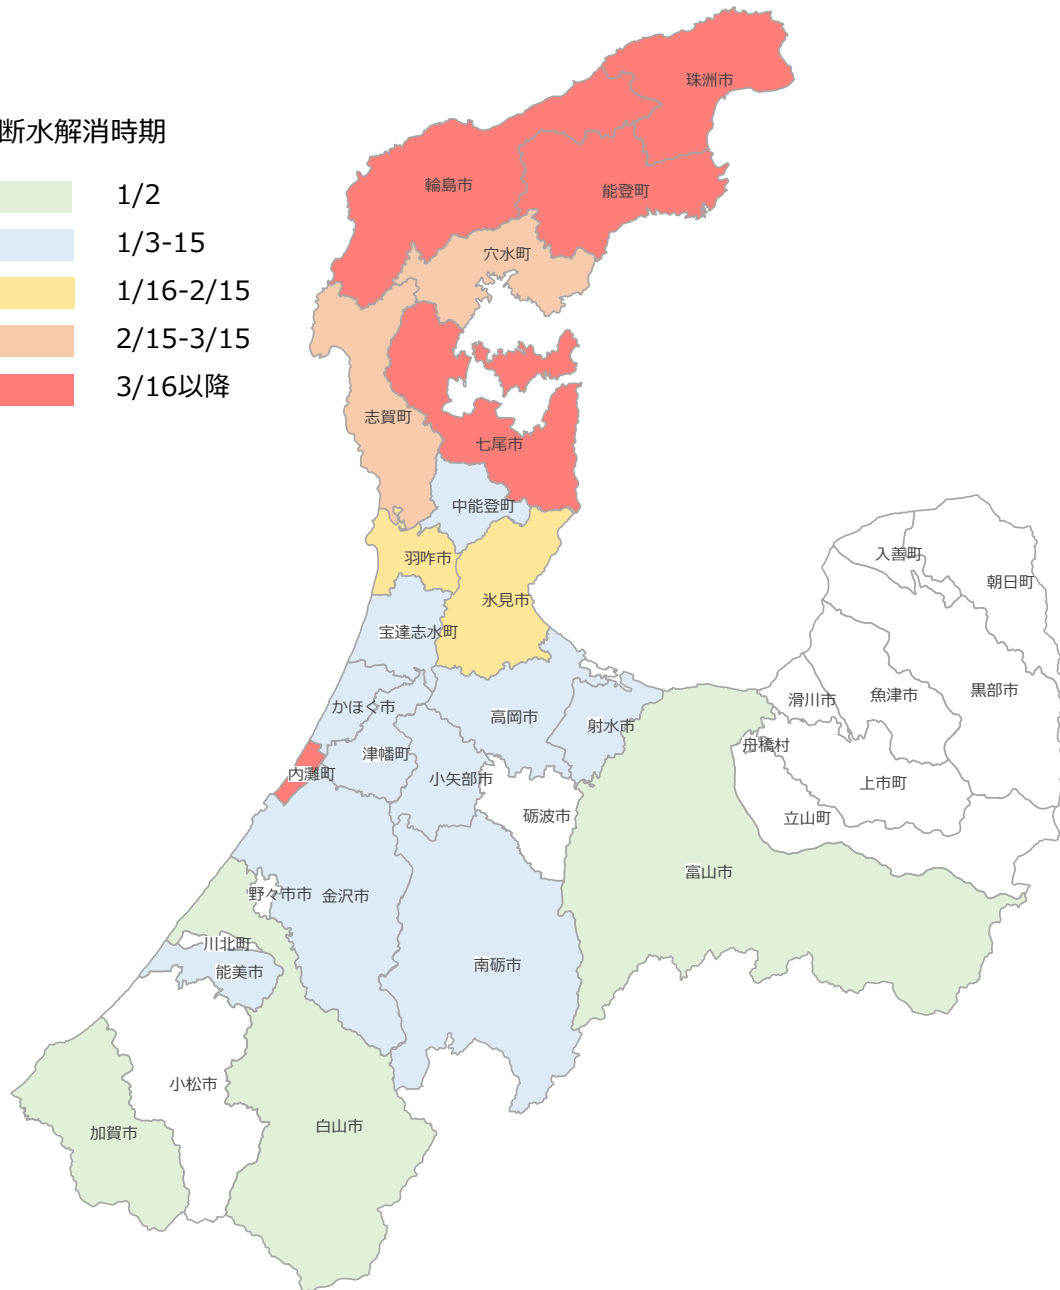 断水解消時期
1/2
1/3-15
1/16-2/15
2/15-3/15
3/16以降
珠洲市
輪島市
能登町
穴水町
志賀町
七尾市
中能登町
羽咋市
氷見市
宝達志水町
かほく市
高岡市
射水市
津幡町
内灘町
小矢部市
砺波市
入善町
朝日町
黒部市
魚津市
滑川市
舟橋村
上市町
立山町
富山市
野々市市
金沢市
川北町
能美市
南砺市
小松市
加賀市
白山市